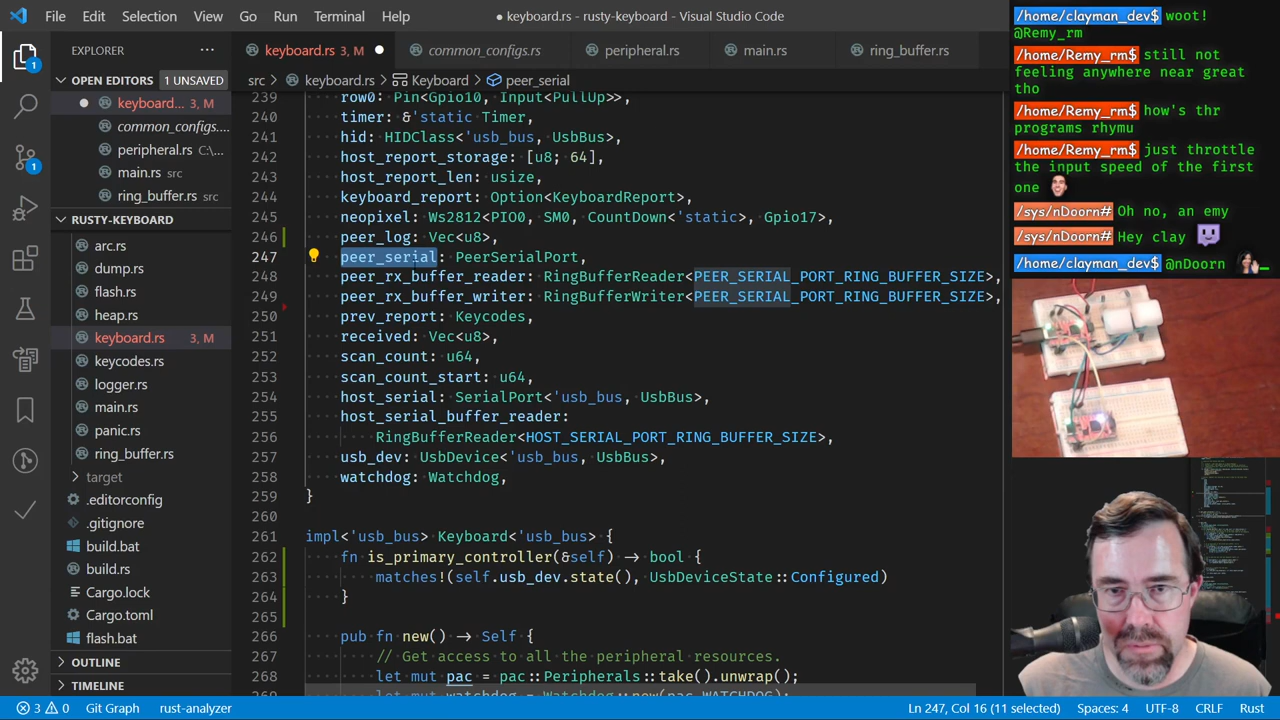 File Edit Selection View Go Run Terminal Help
● keyboard.rs - rusty-keyboard - Visual Studio Code
EXPLORER
OPEN EDITORS 1 UNSAVED
keyboard... 3, M
common_configs....
peripheral.rs C:\...
main.rs src
ring_buffer.rs src
RUSTY-KEYBOARD
arc.rs
dump.rs
flash.rs
heap.rs
keyboard.rs 3, M
keycodes.rs
logger.rs
main.rs
panic.rs
ring_buffer.rs
target
.editorconfig
.gitignore
build.bat
build.rs
Cargo.lock
Cargo.toml
flash.bat
OUTLINE
TIMELINE
keyboard.rs 3, M ● common_configs.rs peripheral.rs main.rs ring_buffer.rs
src > keyboard.rs > Keyboard > peer_serial
239 row0: Pin<Gpio10, Input<PullUp>>,
240 timer: &'static Timer,
241 hid: HIDClass<'usb_bus, UsbBus>,
242 host_report_storage: [u8; 64],
243 host_report_len: usize,
244 keyboard_report: Option<KeyboardReport>,
245 neopixel: Ws2812<PIO0, SM0, CountDown<'static>, Gpio17>,
246 peer_log: Vec<u8>,
247 peer_serial: PeerSerialPort,
248 peer_rx_buffer_reader: RingBufferReader<PEER_SERIAL_PORT_RING_BUFFER_SIZE>,
249 peer_rx_buffer_writer: RingBufferWriter<PEER_SERIAL_PORT_RING_BUFFER_SIZE>,
250 prev_report: Keycodes,
251 received: Vec<u8>,
252 scan_count: u64,
253 scan_count_start: u64,
254 host_serial: SerialPort<'usb_bus, UsbBus>,
255 host_serial_buffer_reader:
256 RingBufferReader<HOST_SERIAL_PORT_RING_BUFFER_SIZE>,
257 usb_dev: UsbDevice<'usb_bus, UsbBus>,
258 watchdog: Watchdog,
259 }
260
261 impl<'usb_bus> Keyboard<'usb_bus> {
262 fn is_primary_controller(&self) → bool {
263 matches!(self.usb_dev.state(), UsbDeviceState::Configured)
264 }
265
266 pub fn new() → Self {
267 // Get access to all the peripheral resources.
268 let mut pac = pac::Peripherals::take().unwrap();
269 let mut watchdog = Watchdog::new(pac.WATCHDOG);
3 0 Git Graph rust-analyzer Ln 247, Col 16 (11 selected) Spaces: 4 UTF-8 CRLF Rust
/home/clayman_dev$ woot!
@Remy_rm
/home/Remy_rm$ still not
feeling anywhere near great
tho
/home/Remy_rm$ how's thr
programs rhymu
/home/Remy_rm$ just throttle
the input speed of the first
one
/sys/nDoorn# Oh no, an emy
/sys/nDoorn# Hey clay
/home/clayman_dev$ @nDoorn